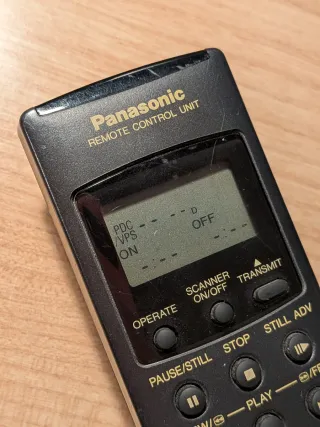 Panasonic
REMOTE CONTROL UNIT
PDC -- -- -- D
/VPS OFF
ON -:-- --:--
OPERATE
SCANNER
ON/OFF
TRANSMIT
PAUSE/STILL
STOP
STILL ADV
PLAY